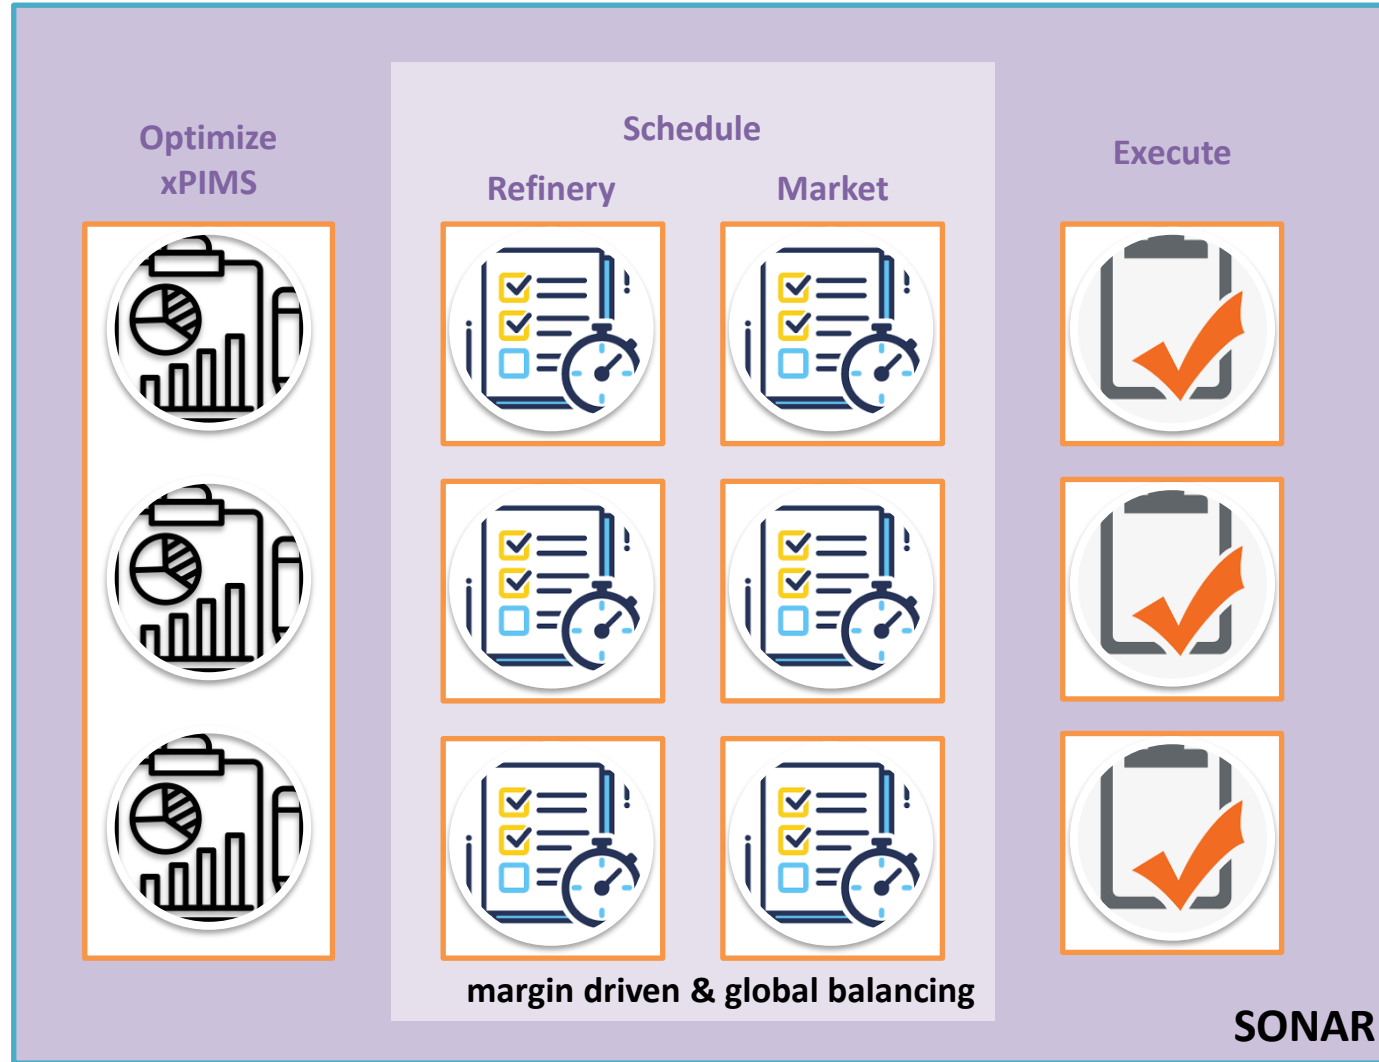 Optimize
xPIMS
Schedule
Refinery
Market
Execute
margin driven & global balancing
SONAR